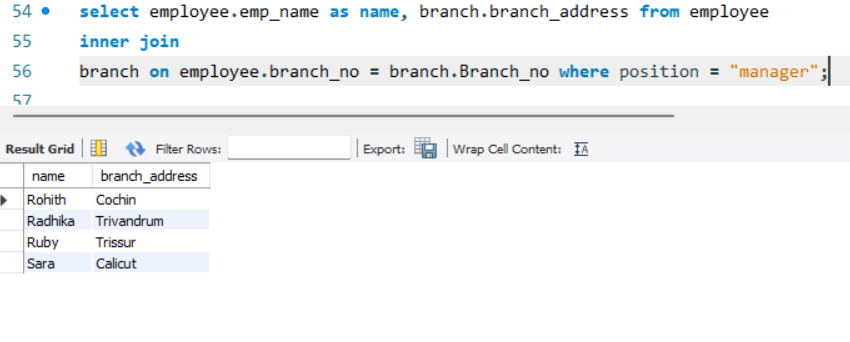 54 select employee.emp_name as name, branch.branch_address from employee
55 inner join
56 branch on employee.branch_no = branch.Branch_no where position = "manager";
57
Result Grid Filter Rows: Export: Wrap Cell Content: IA
name branch_address
Rohith Cochin
Radhika Trivandrum
Ruby Trissur
Sara Calicut